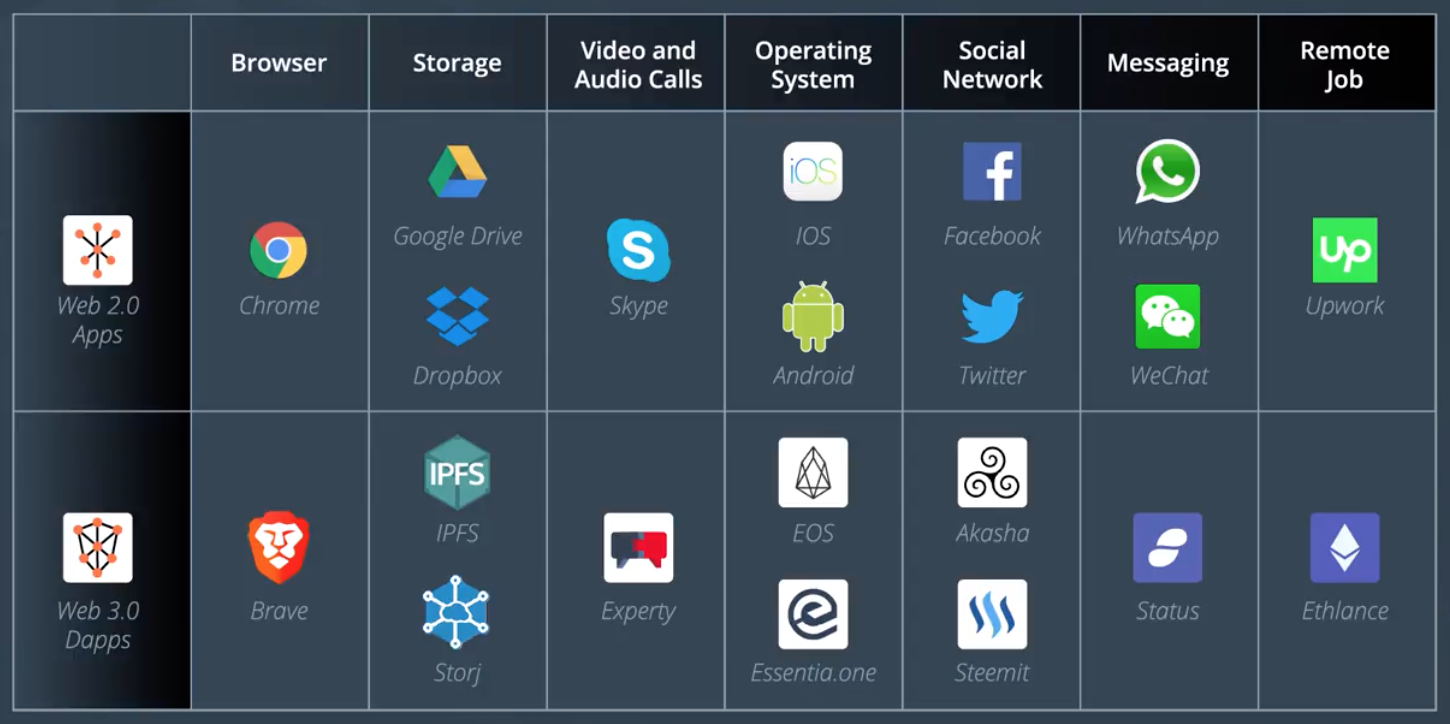 Browser
Storage
Video and
Audio Calls
Operating
System
Social
Network
Messaging
Remote
Job
Web 2.0
Apps
Chrome
Google Drive
Dropbox
S
Skype
iOS
IOS
Android
f
Facebook
Twitter
WhatsApp
WeChat
Up
Upwork
Web 3.0
Dapps
Brave
IPFS
IPFS
Storj
Experty
EOS
e
Essentia.one
Akasha
Steemit
Status
Ethlance